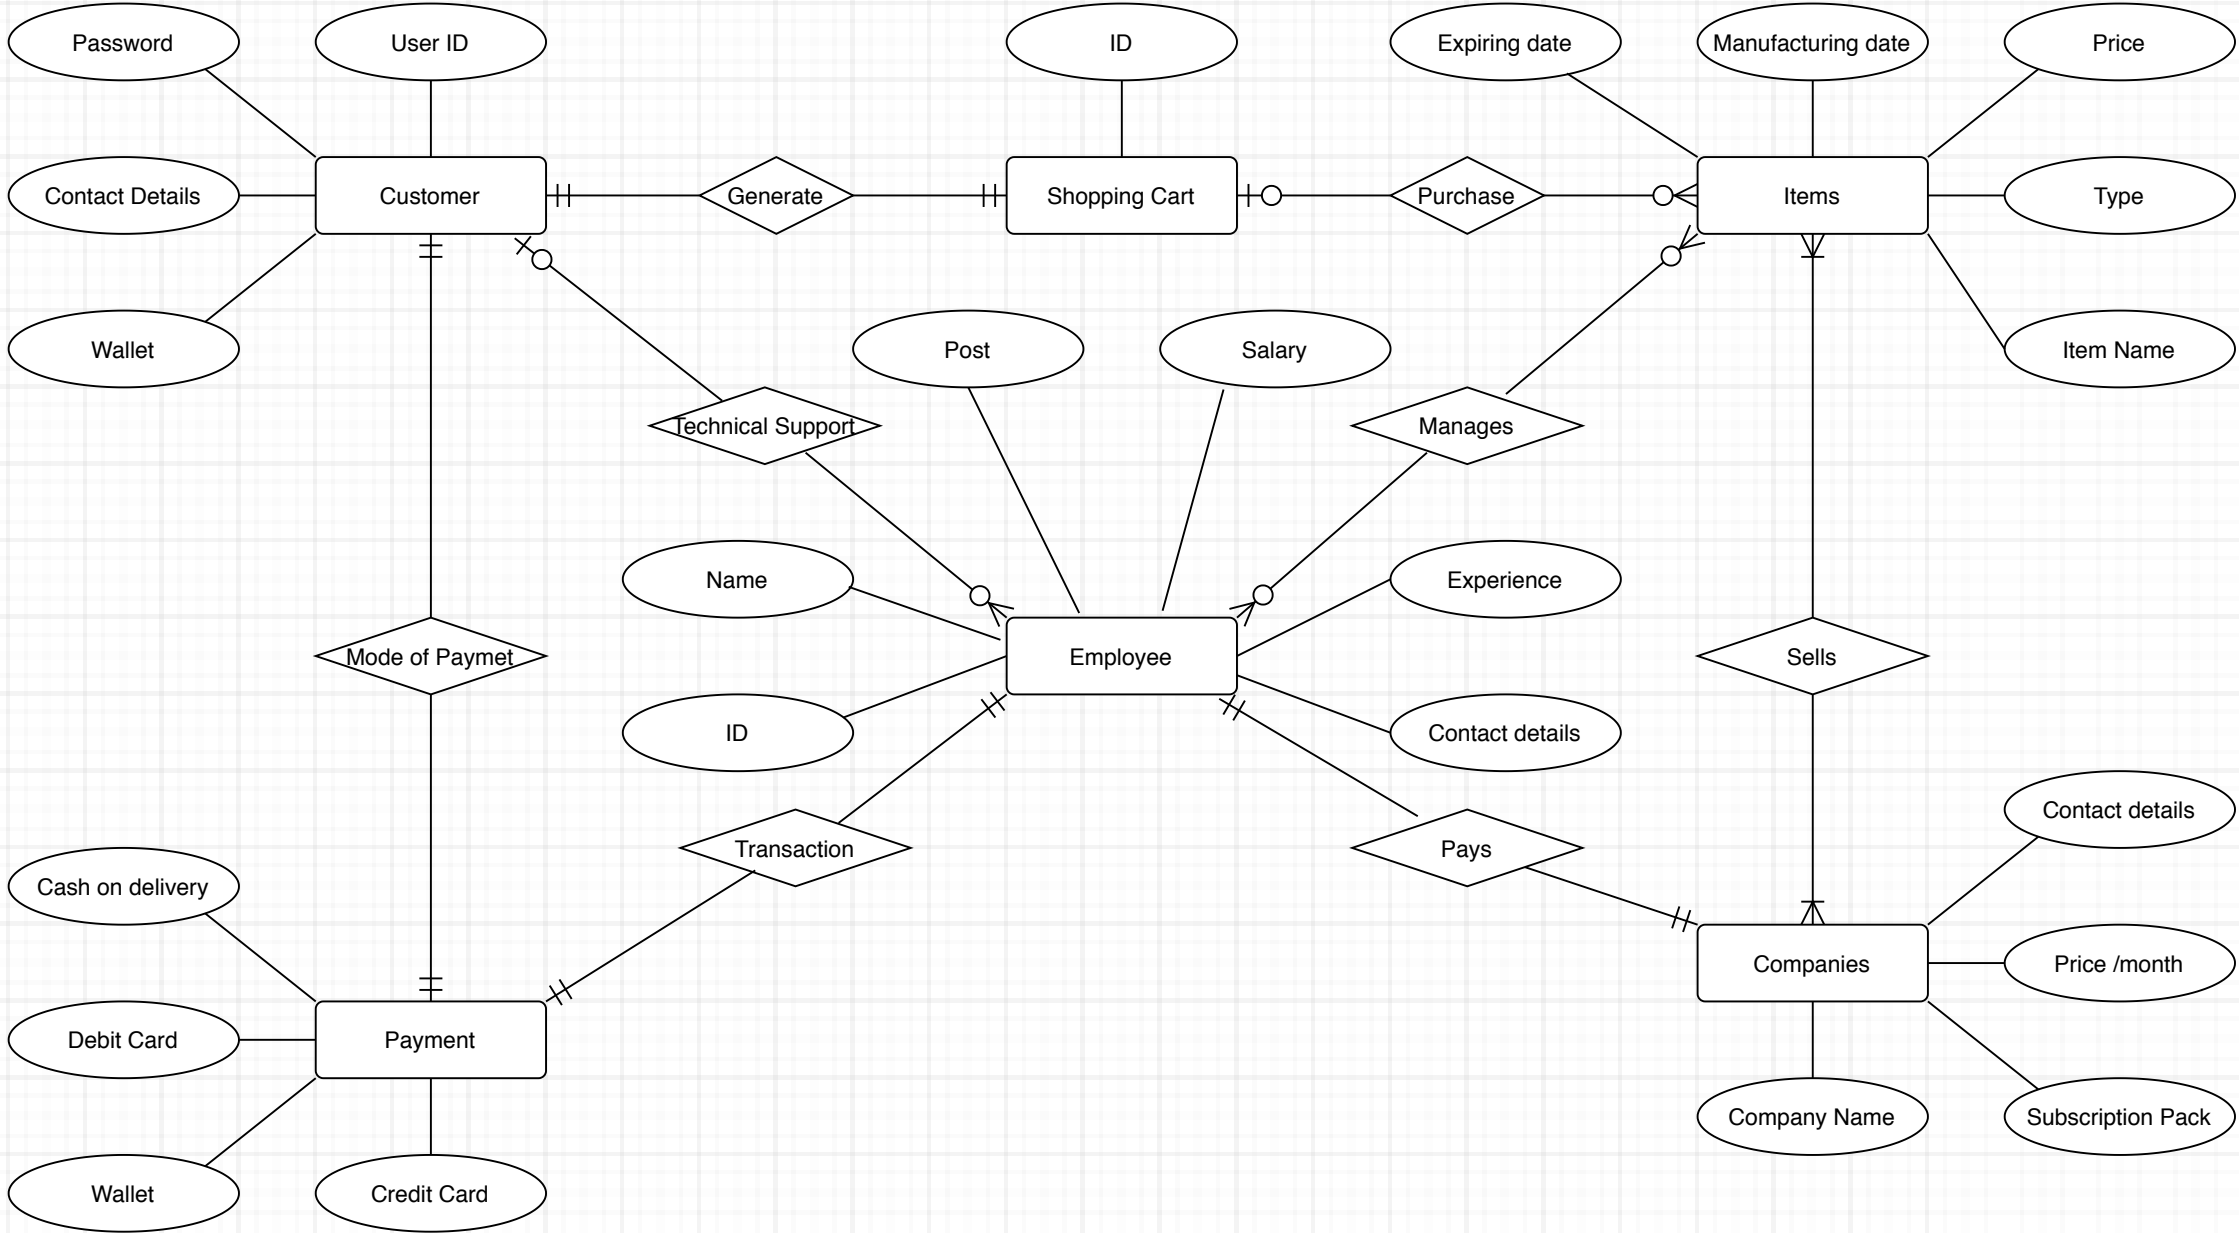 Password
User ID
ID
Expiring date
Manufacturing date
Price
Contact Details
Customer
Generate
Shopping Cart
Purchase
Items
Type
Wallet
Post
Salary
Item Name
Technical Support
Manages
Name
Experience
Mode of Paymet
Employee
Sells
ID
Contact details
Contact details
Transaction
Pays
Cash on delivery
Companies
Price /month
Debit Card
Payment
Company Name
Subscription Pack
Wallet
Credit Card